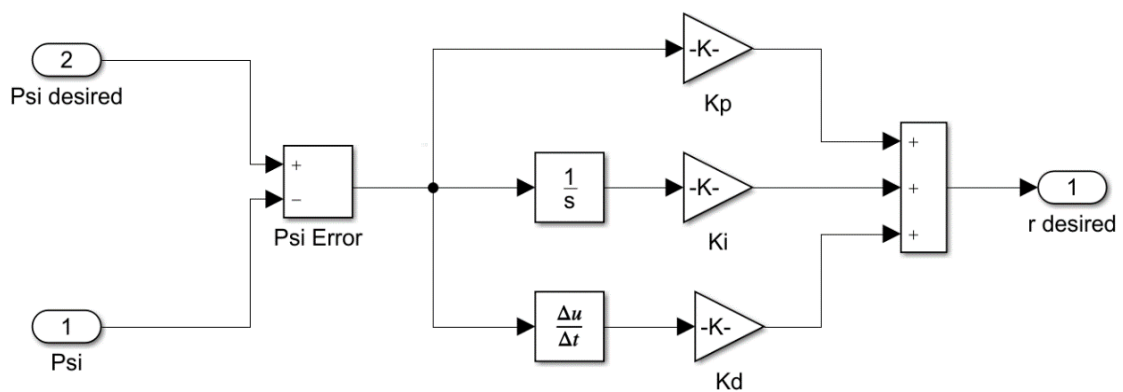 2
Psi desired
+
−
Psi Error
1
Psi
-K-
Kp
1
s
-K-
Ki
Δu
Δt
-K-
Kd
+
+
+
1
r desired